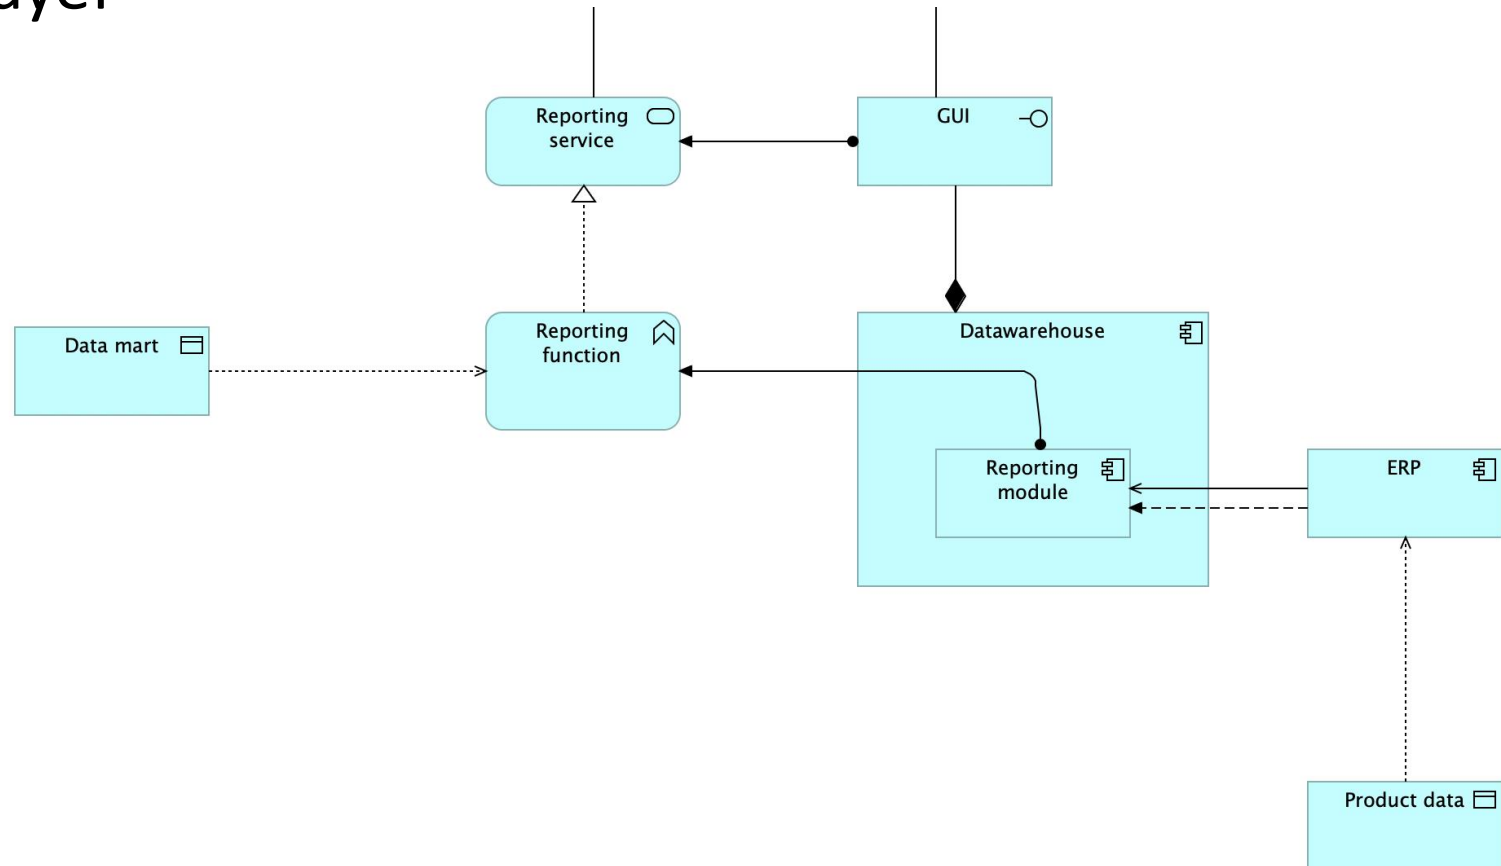 Reporting
service
GUI
Data mart
Reporting
function
Datawarehouse
Reporting
module
ERP
Product data